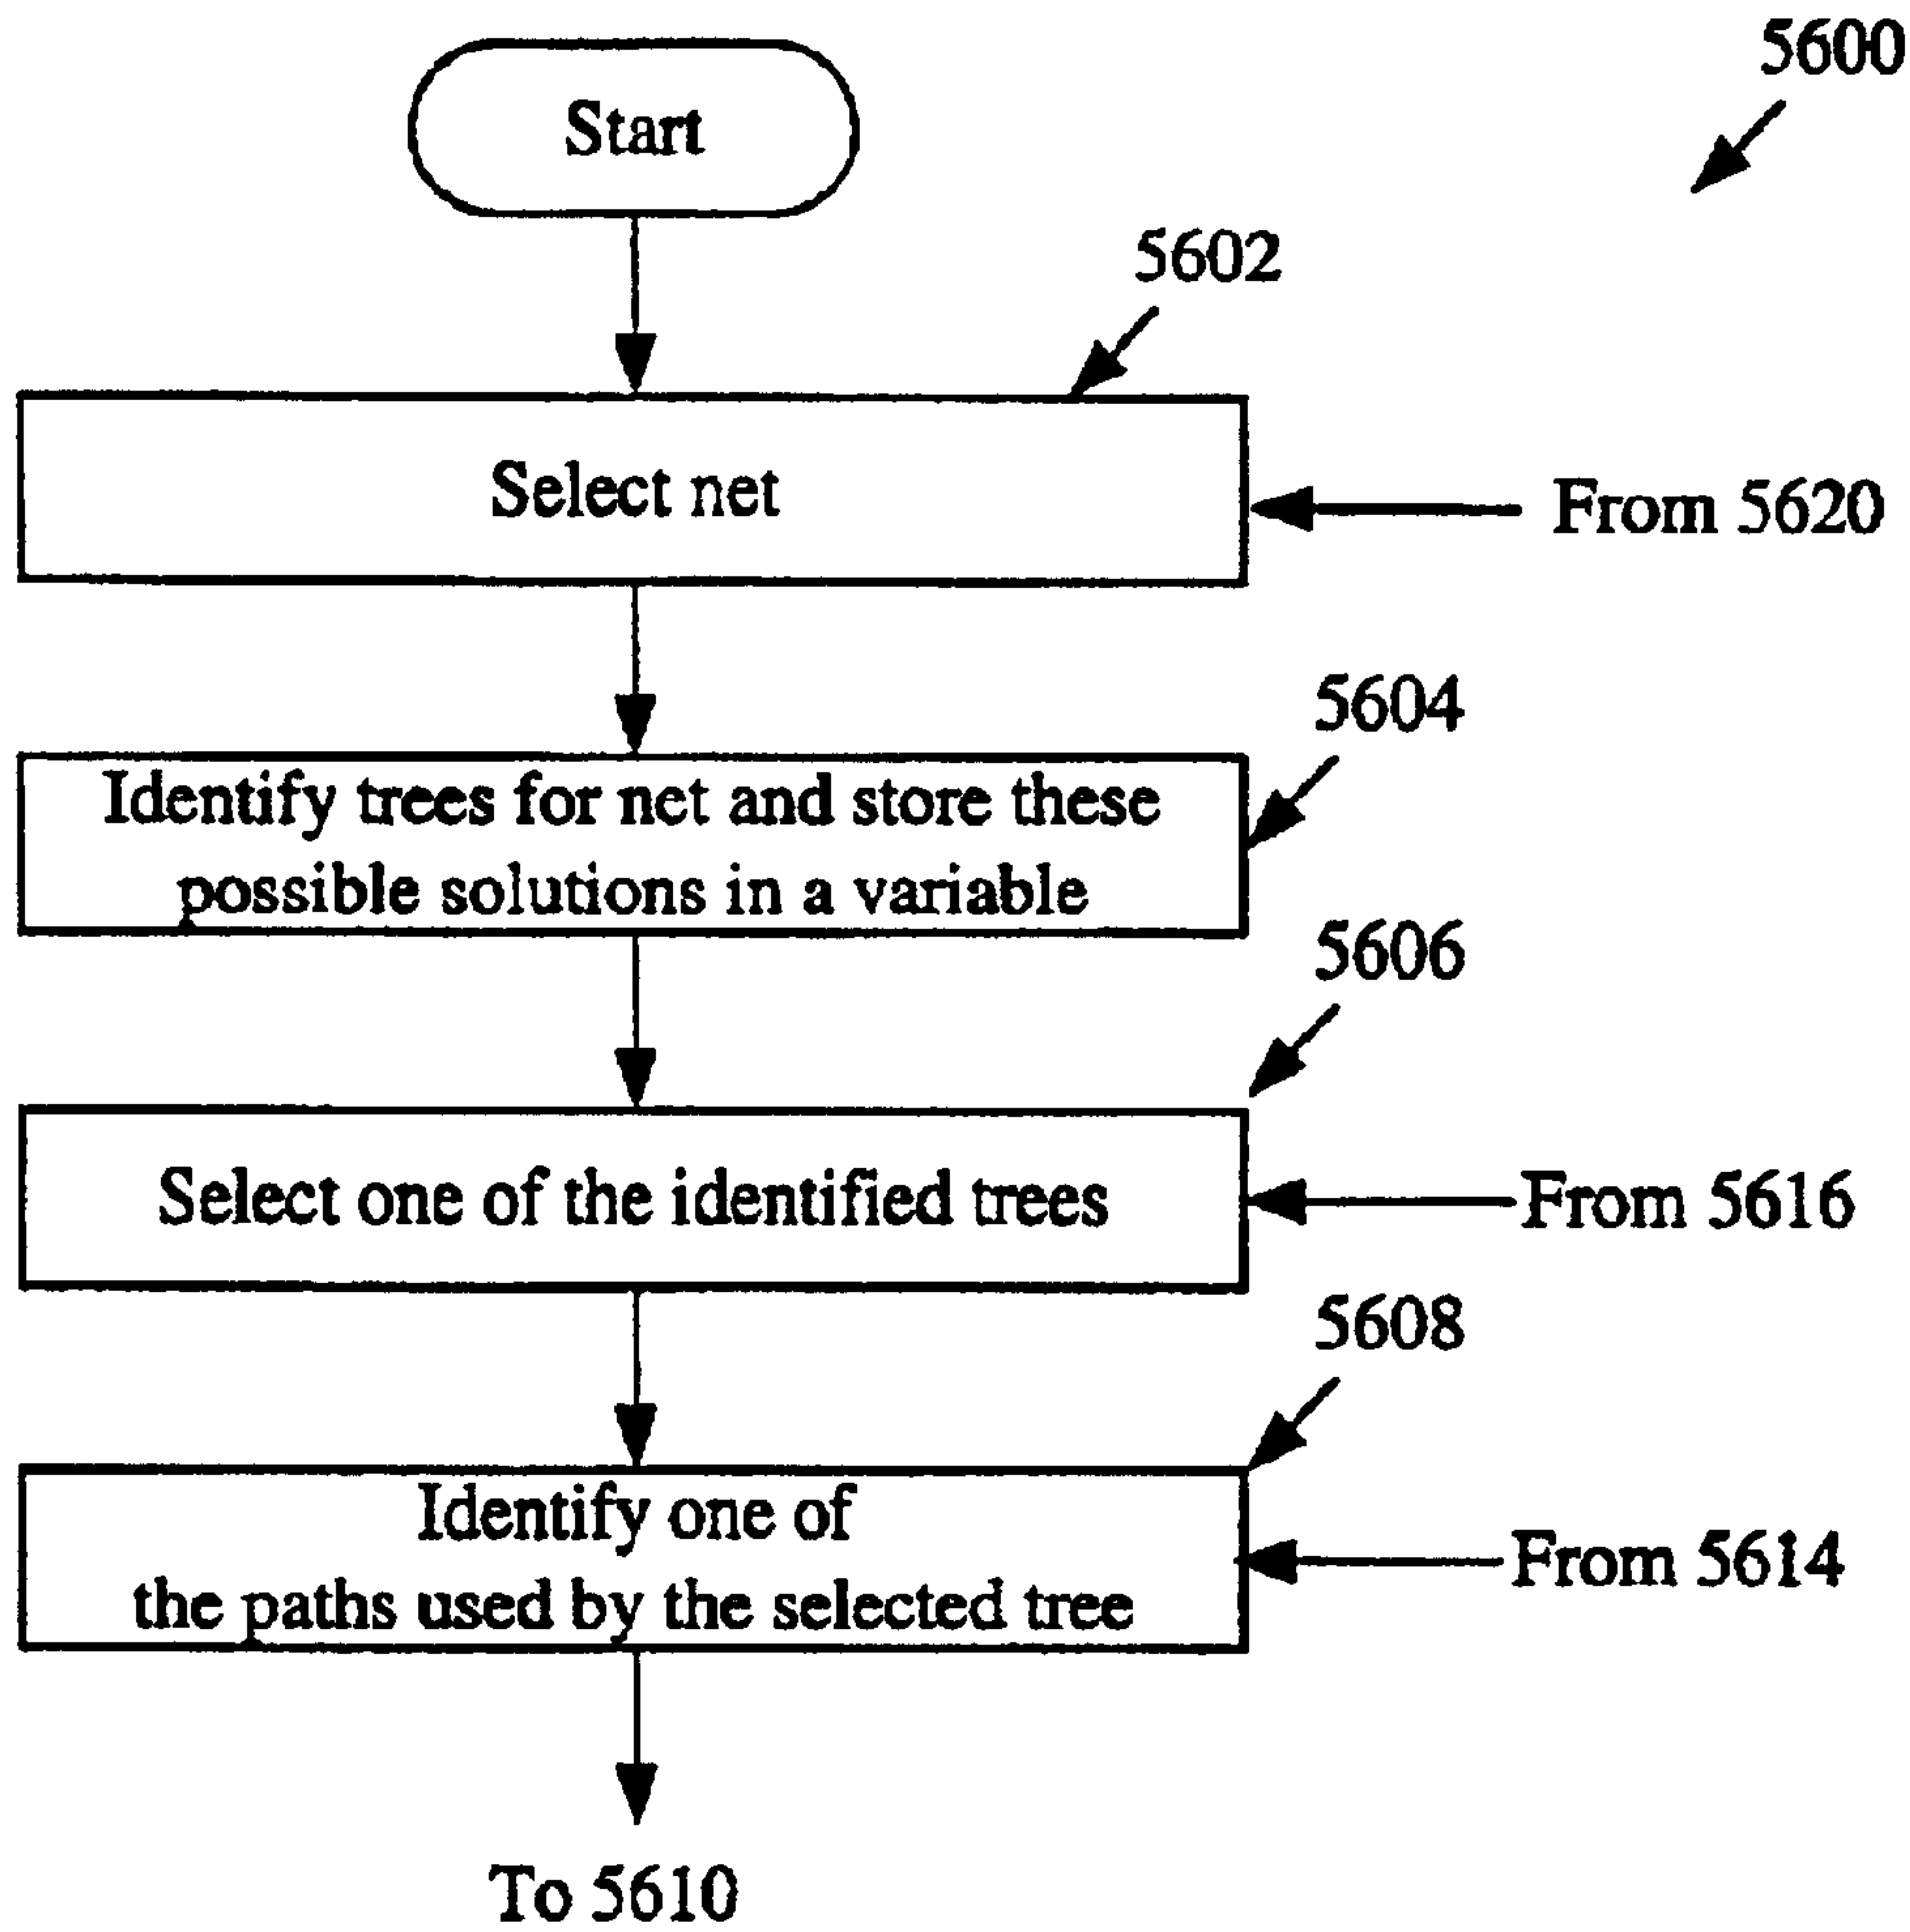 5600
Start
5602
Select net
From 5620
5604
Identify trees for net and store these
possible solutions in a variable
5606
Select one of the identified trees
From 5616
5608
Identify one of
the paths used by the selected tree
From 5614
To 5610